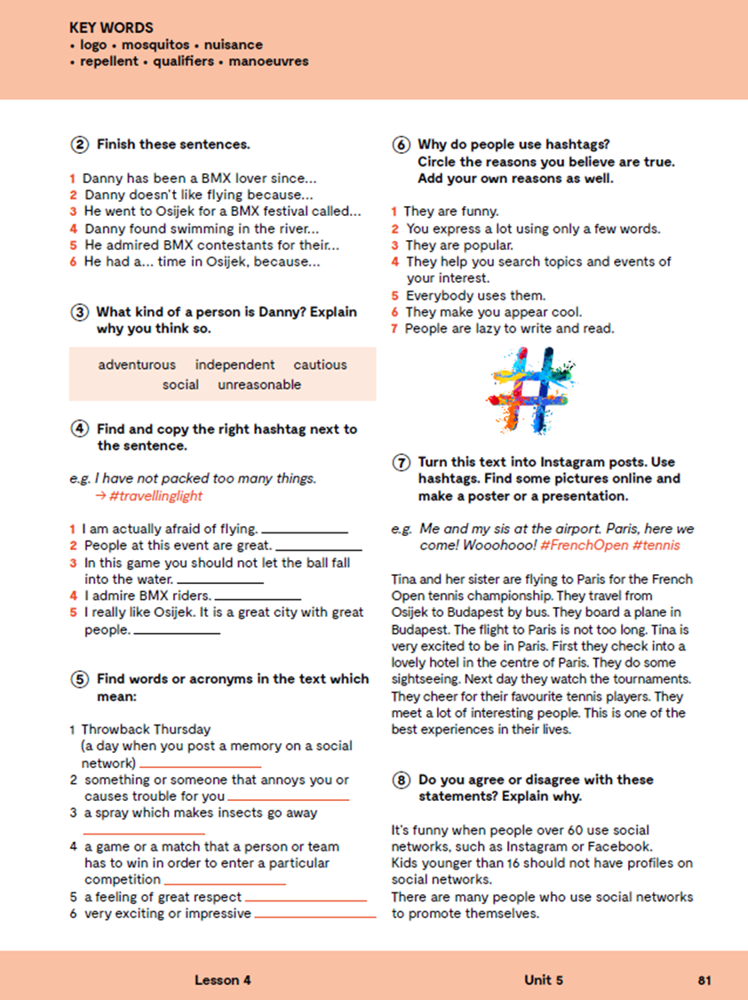 KEY WORDS
• logo • mosquitos • nuisance
• repellent • qualifiers • manoeuvres
2 Finish these sentences.
1 Danny has been a BMX lover since...
2 Danny doesn't like flying because...
3 He went to Osijek for a BMX festival called...
4 Danny found swimming in the river...
5 He admired BMX contestants for their...
6 He had a... time in Osijek, because...
3 What kind of a person is Danny? Explain
why you think so.
adventurous independent cautious
social unreasonable
4 Find and copy the right hashtag next to
the sentence.
e.g. I have not packed too many things.
→ #travellinglight
1 I am actually afraid of flying. ____________
2 People at this event are great. ____________
3 In this game you should not let the ball fall
into the water. ____________
4 I admire BMX riders. ____________
5 I really like Osijek. It is a great city with great
people. ____________
5 Find words or acronyms in the text which
mean:
1 Throwback Thursday
(a day when you post a memory on a social
network) ____________
2 something or someone that annoys you or
causes trouble for you ____________
3 a spray which makes insects go away
____________
4 a game or a match that a person or team
has to win in order to enter a particular
competition ____________
5 a feeling of great respect ____________
6 very exciting or impressive ____________
6 Why do people use hashtags?
Circle the reasons you believe are true.
Add your own reasons as well.
1 They are funny.
2 You express a lot using only a few words.
3 They are popular.
4 They help you search topics and events of
your interest.
5 Everybody uses them.
6 They make you appear cool.
7 People are lazy to write and read.
#
7 Turn this text into Instagram posts. Use
hashtags. Find some pictures online and
make a poster or a presentation.
e.g. Me and my sis at the airport. Paris, here we
come! Wooohooo! #FrenchOpen #tennis
Tina and her sister are flying to Paris for the French
Open tennis championship. They travel from
Osijek to Budapest by bus. They board a plane in
Budapest. The flight to Paris is not too long. Tina is
very excited to be in Paris. First they check into a
lovely hotel in the centre of Paris. They do some
sightseeing. Next day they watch the tournaments.
They cheer for their favourite tennis players. They
meet a lot of interesting people. This is one of the
best experiences in their lives.
8 Do you agree or disagree with these
statements? Explain why.
It's funny when people over 60 use social
networks, such as Instagram or Facebook.
Kids younger than 16 should not have profiles on
social networks.
There are many people who use social networks
to promote themselves.
Lesson 4 Unit 5 81